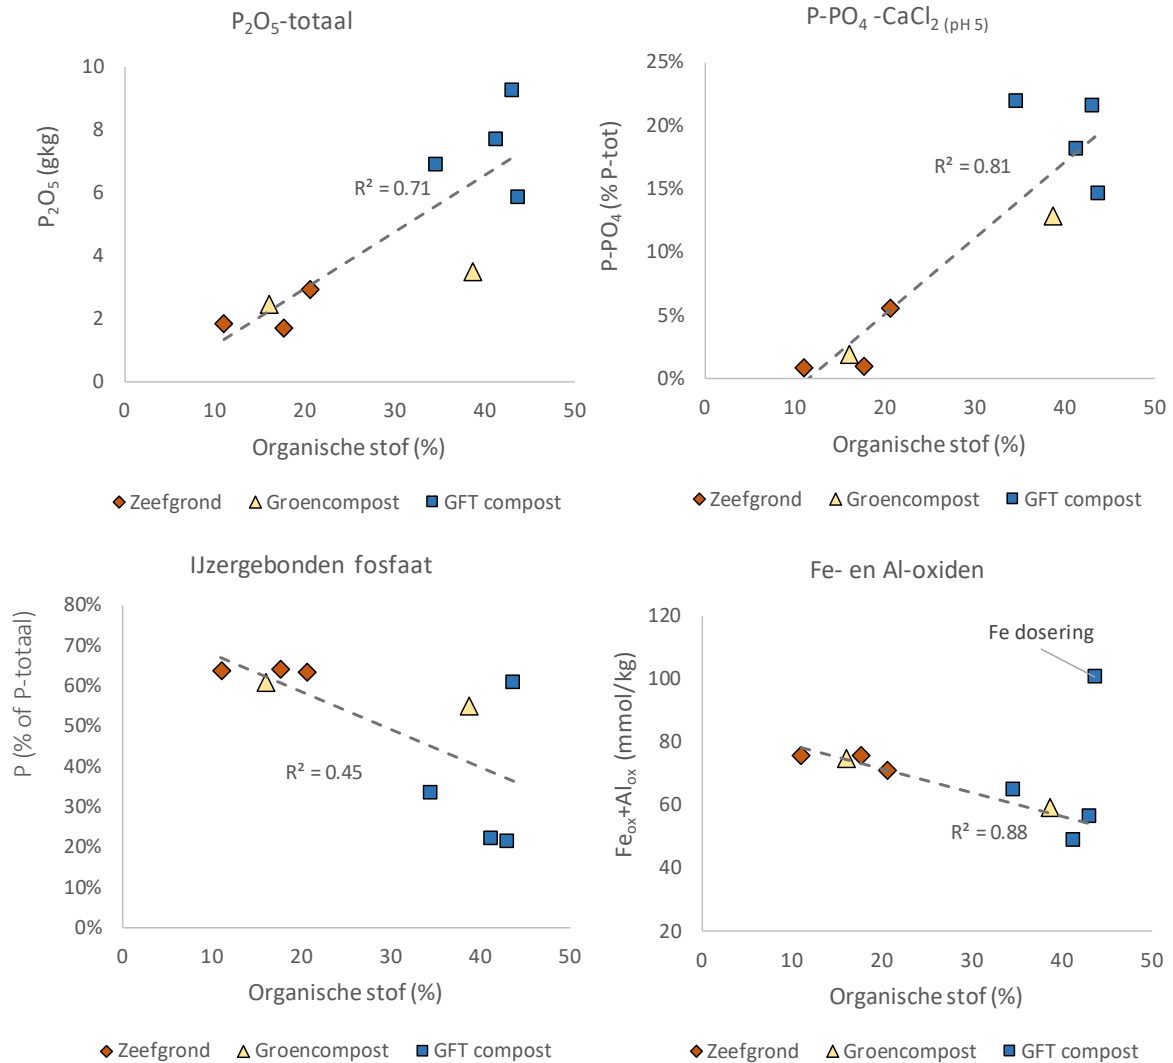 P₂O₅-totaal
10
8
6
4
2
0
P₂O₅ (gkg)
R² = 0.71
0 10 20 30 40 50
Organische stof (%)
Zeefgrond Groencompost GFT compost
P-PO₄ -CaCl₂ (pH 5)
25%
20%
15%
10%
5%
0%
P-PO₄ (% P-tot)
R² = 0.81
0 10 20 30 40 50
Organische stof (%)
Zeefgrond Groencompost GFT compost
IJzergebonden fosfaat
80%
70%
60%
50%
40%
30%
20%
10%
0%
P (% of P-totaal)
R² = 0.45
0 10 20 30 40 50
Organische stof (%)
Zeefgrond Groencompost GFT compost
Fe- en Al-oxiden
120
100
80
60
40
20
Feₒₓ+Alₒₓ (mmol/kg)
Fe dosering
R² = 0.88
0 10 20 30 40 50
Organische stof (%)
Zeefgrond Groencompost GFT compost